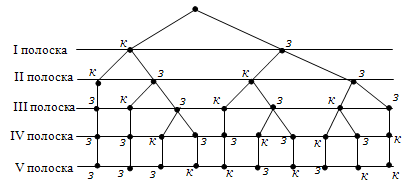 I полоска к з
II полоска к з к з
III полоска з к з к з к з
IV полоска з з к з з к з к з к
V полоска з з з к к к к з к к